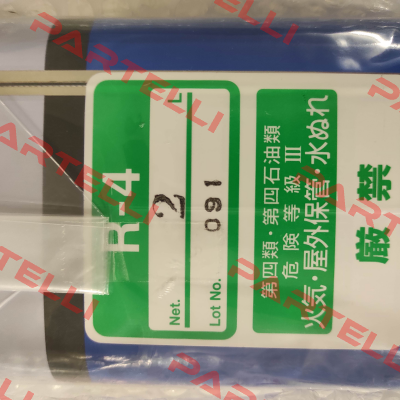 R-4
Net. 2 L
Lot No. 091
第四類・第四石油類
危険等級 III
火気・屋外保管・水ぬれ
厳禁
PARTELLI
PARTELLI
PARTELLI
PARTELLI
PARTELLI